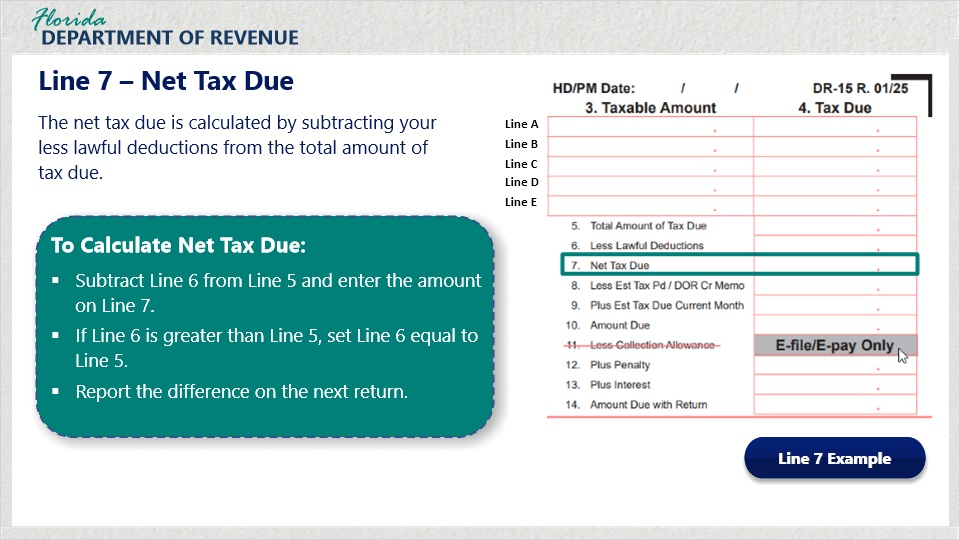 Florida
DEPARTMENT OF REVENUE
Line 7 – Net Tax Due
The net tax due is calculated by subtracting your
less lawful deductions from the total amount of
tax due.
To Calculate Net Tax Due:
▪ Subtract Line 6 from Line 5 and enter the amount
on Line 7.
▪ If Line 6 is greater than Line 5, set Line 6 equal to
Line 5.
▪ Report the difference on the next return.
HD/PM Date: / / DR-15 R. 01/25
3. Taxable Amount 4. Tax Due
Line A . .
Line B . .
Line C . .
Line D . .
Line E . .
5. Total Amount of Tax Due .
6. Less Lawful Deductions .
7. Net Tax Due .
8. Less Est Tax Pd / DOR Cr Memo .
9. Plus Est Tax Due Current Month .
10. Amount Due .
11. Less Collection Allowance E-file/E-pay Only
12. Plus Penalty .
13. Plus Interest .
14. Amount Due with Return .
Line 7 Example